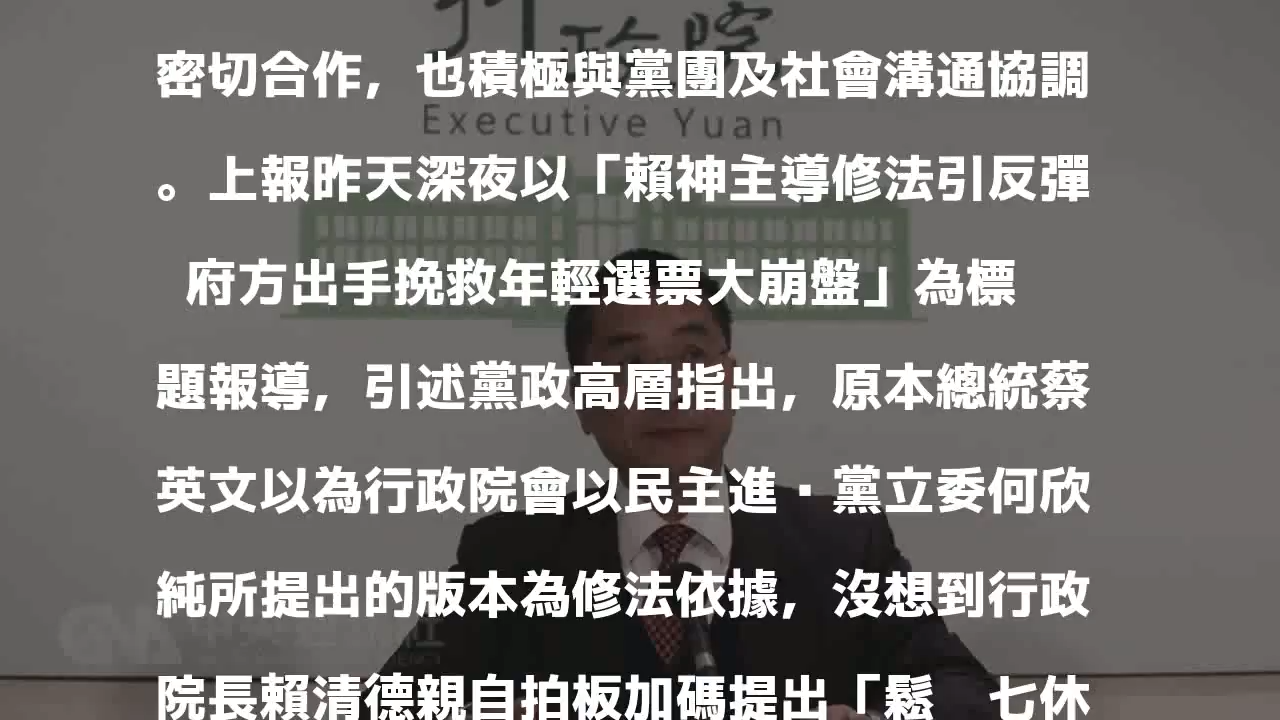 行政院
Executive Yuan
密切合作，也積極與黨團及社會溝通協調
。上報昨天深夜以「賴神主導修法引反彈
府方出手挽救年輕選票大崩盤」為標
題報導，引述黨政高層指出，原本總統蔡
英文以為行政院會以民主進▪黨立委何欣
純所提出的版本為修法依據，沒想到行政
院長賴清德親自拍板加碼提出「鬆　七休
CNA